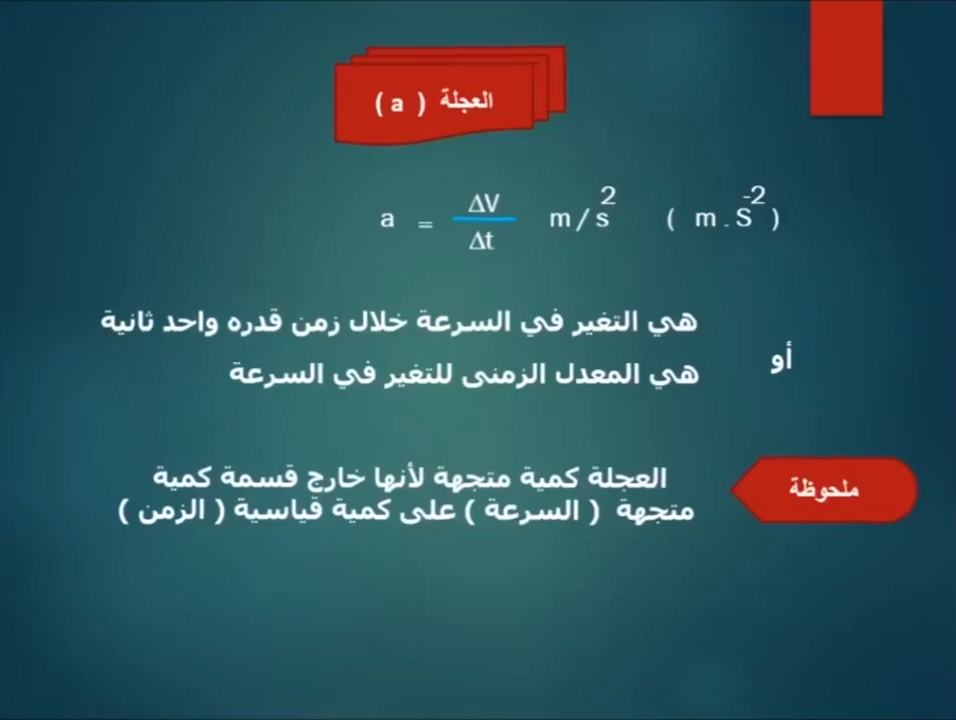 العجلة ( a )
a = ΔV / Δt m / s² ( m . S⁻² )
هي التغير في السرعة خلال زمن قدره واحد ثانية
أو
هي المعدل الزمنى للتغير في السرعة
ملحوظة
العجلة كمية متجهة لأنها خارج قسمة كمية
متجهة ( السرعة ) على كمية قياسية ( الزمن )